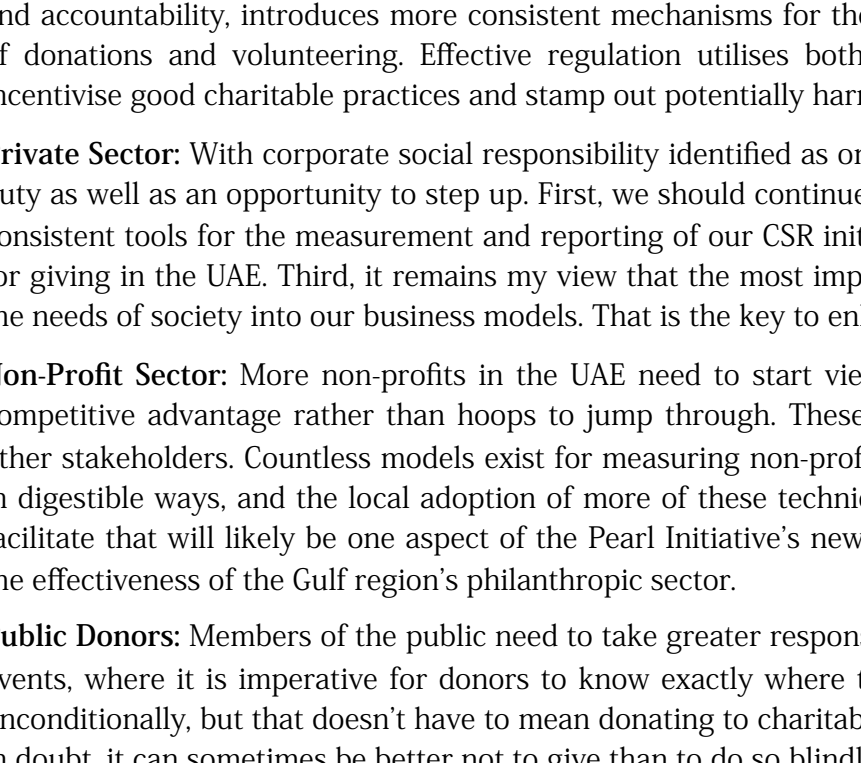 nd accountability, introduces more consistent mechanisms for the
f donations and volunteering. Effective regulation utilises both
ncentivise good charitable practices and stamp out potentially harr
rivate Sector: With corporate social responsibility identified as or
uty as well as an opportunity to step up. First, we should continue
onsistent tools for the measurement and reporting of our CSR init
or giving in the UAE. Third, it remains my view that the most imp
he needs of society into our business models. That is the key to en
Non-Profit Sector: More non-profits in the UAE need to start vie
ompetitive advantage rather than hoops to jump through. These
ther stakeholders. Countless models exist for measuring non-prof
n digestible ways, and the local adoption of more of these techni
acilitate that will likely be one aspect of the Pearl Initiative's new
he effectiveness of the Gulf region's philanthropic sector.
ublic Donors: Members of the public need to take greater respons
vents, where it is imperative for donors to know exactly where t
nconditionally, but that doesn't have to mean donating to charitab
n doubt, it can sometimes be better not to give than to do so blindl